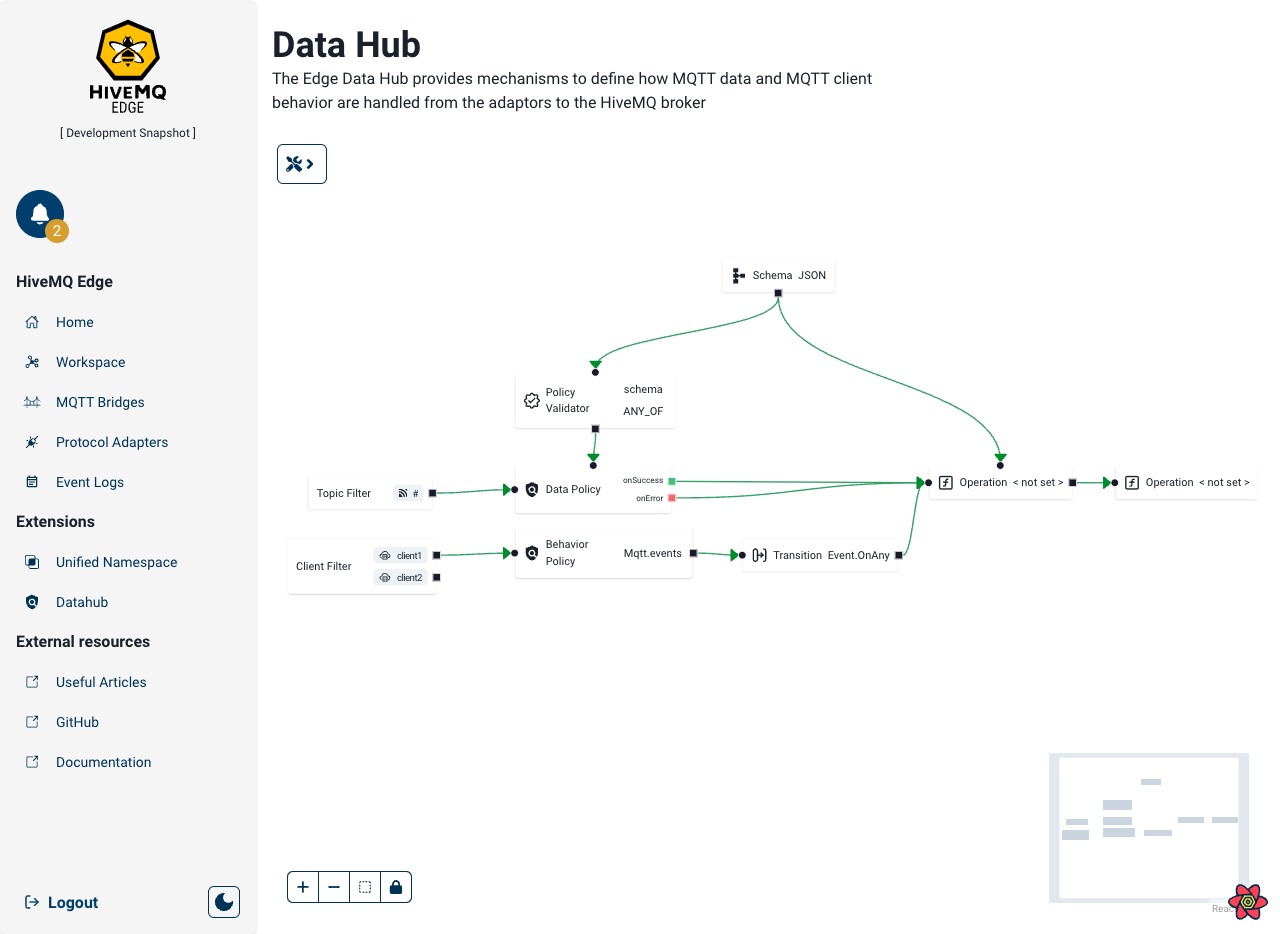 HIVEMQ
EDGE
[ Development Snapshot ]
2
HiveMQ Edge
Home
Workspace
MQTT Bridges
Protocol Adapters
Event Logs
Extensions
Unified Namespace
Datahub
External resources
Useful Articles
GitHub
Documentation
Logout
Data Hub
The Edge Data Hub provides mechanisms to define how MQTT data and MQTT client
behavior are handled from the adaptors to the HiveMQ broker
Schema JSON
Policy
Validator
schema
ANY_OF
Topic Filter
#
Data Policy
onSuccess
onError
Operation < not set >
Operation < not set >
Client Filter
client1
client2
Behavior
Policy
Mqtt.events
Transition Event.OnAny